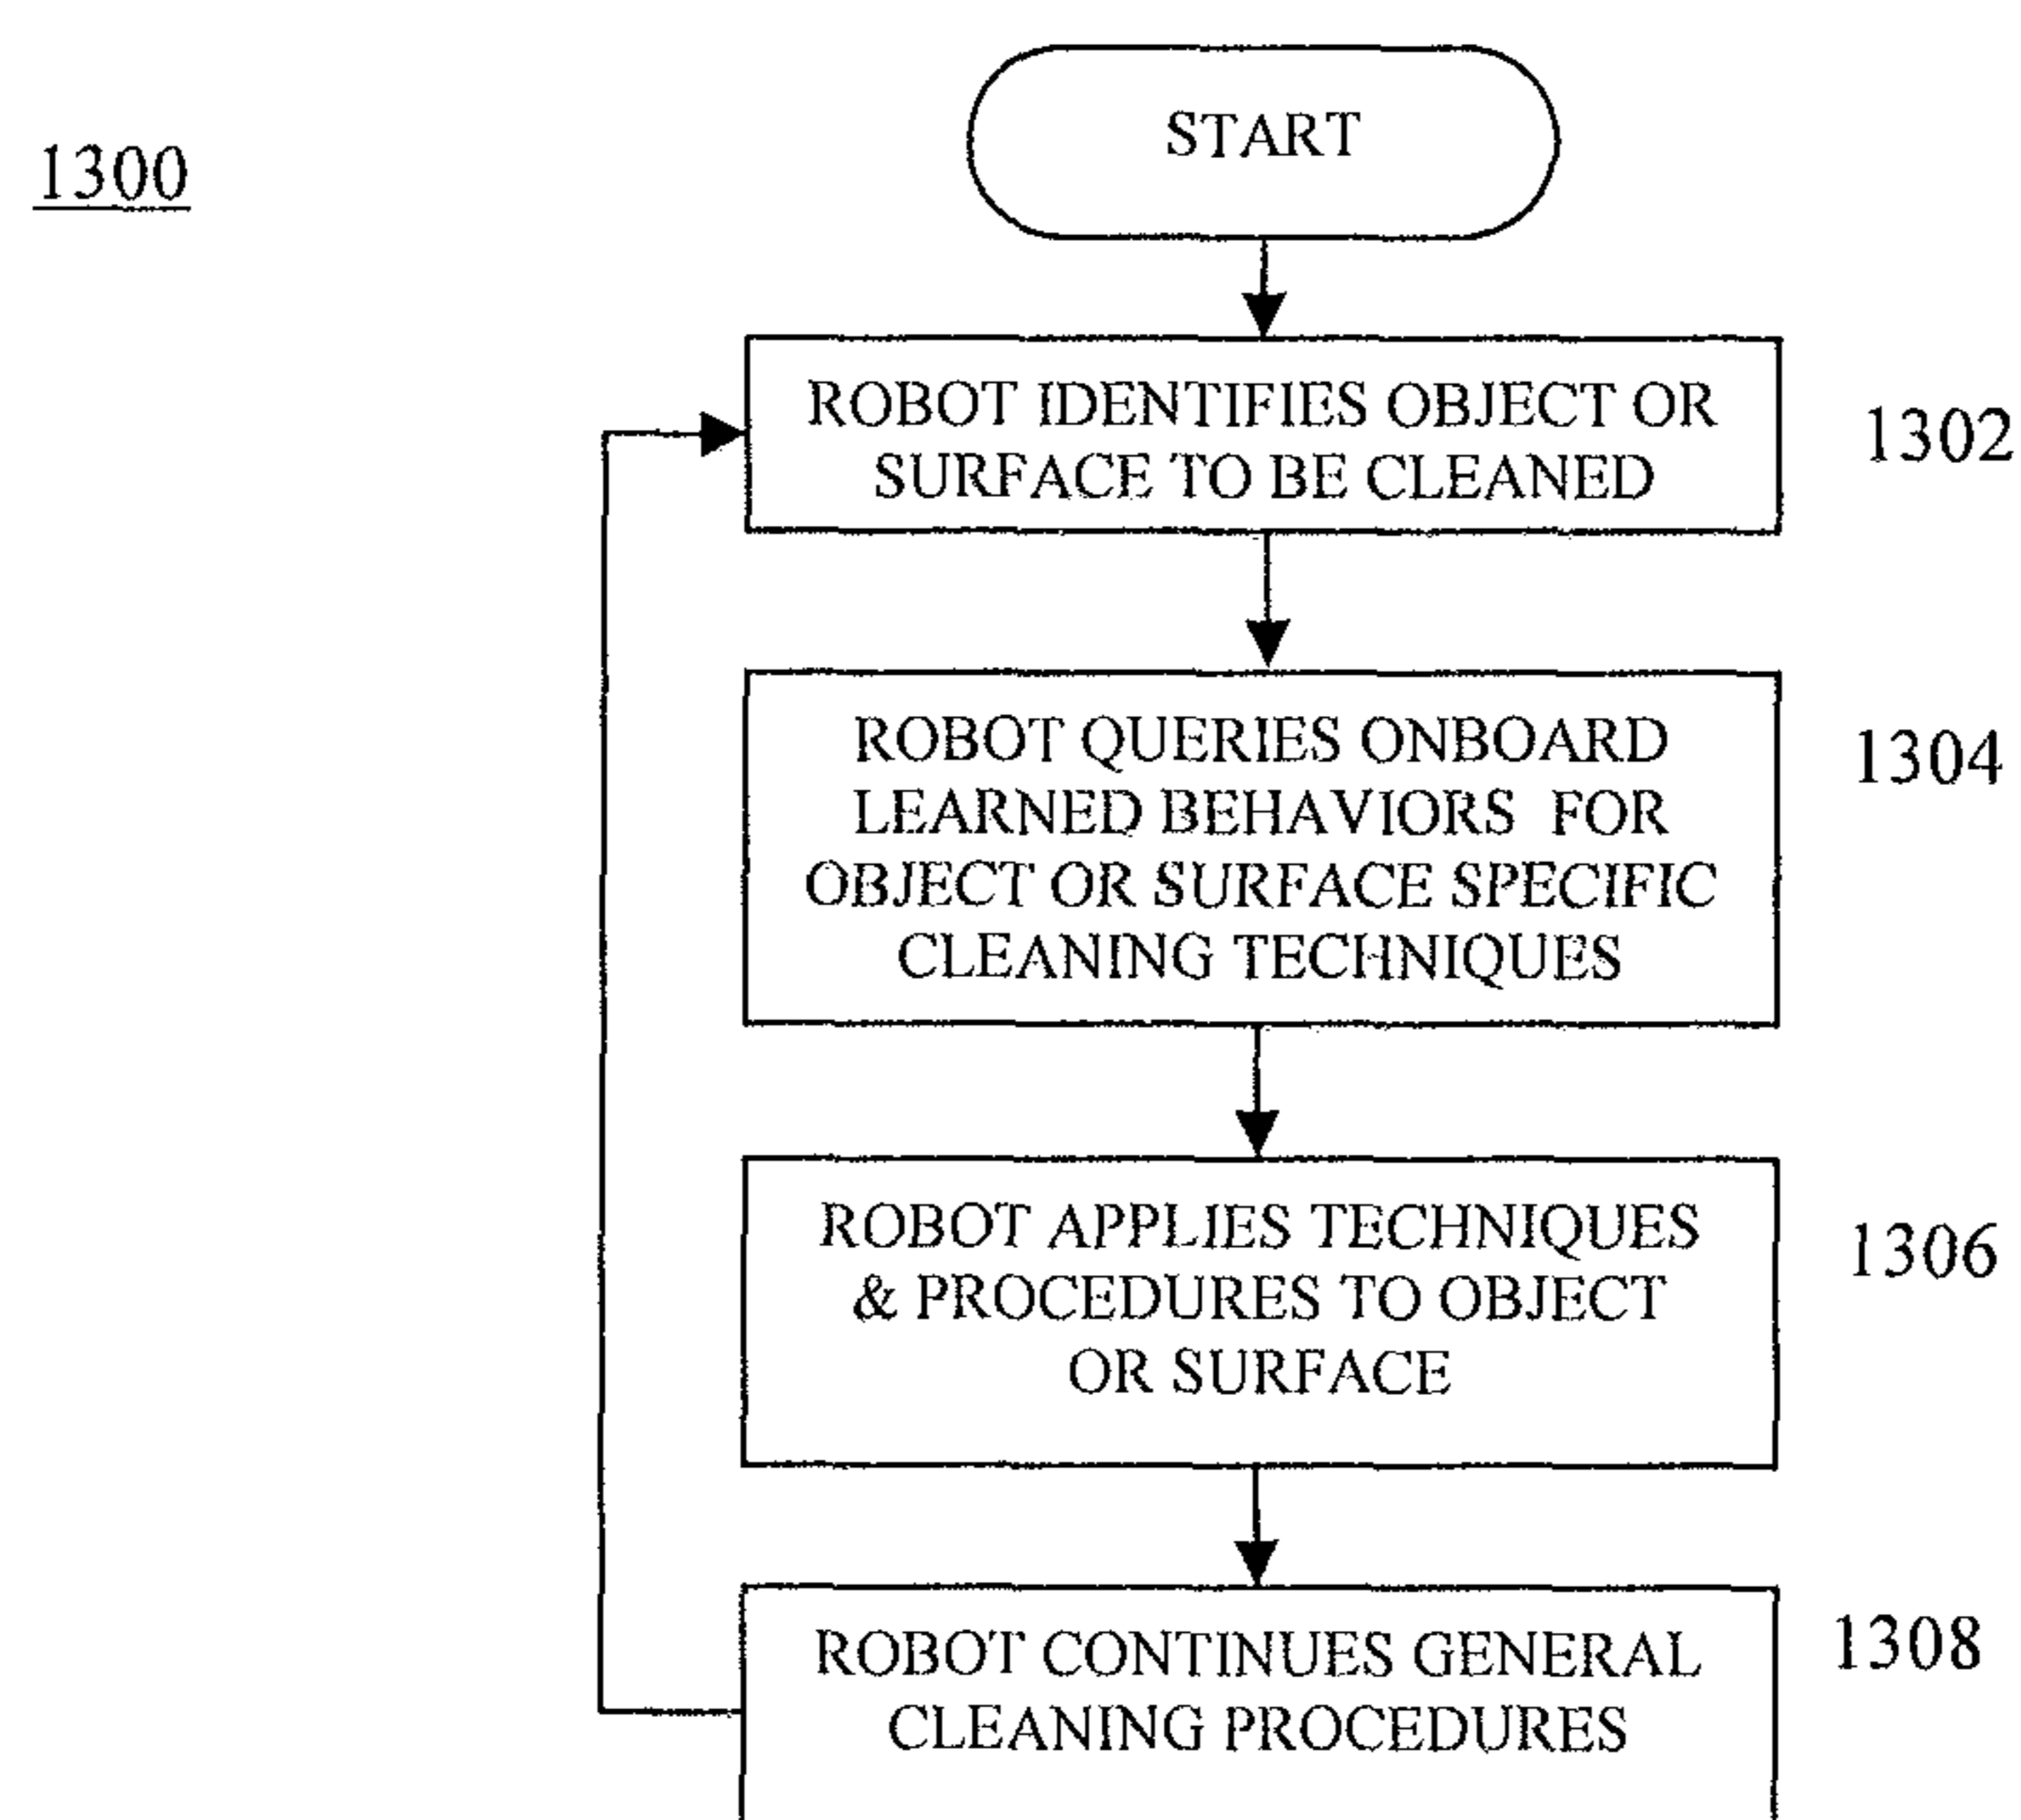 START
1300
ROBOT IDENTIFIES OBJECT OR
SURFACE TO BE CLEANED
1302
ROBOT QUERIES ONBOARD
LEARNED BEHAVIORS FOR
OBJECT OR SURFACE SPECIFIC
CLEANING TECHNIQUES
1304
ROBOT APPLIES TECHNIQUES
& PROCEDURES TO OBJECT
OR SURFACE
1306
ROBOT CONTINUES GENERAL
CLEANING PROCEDURES
1308